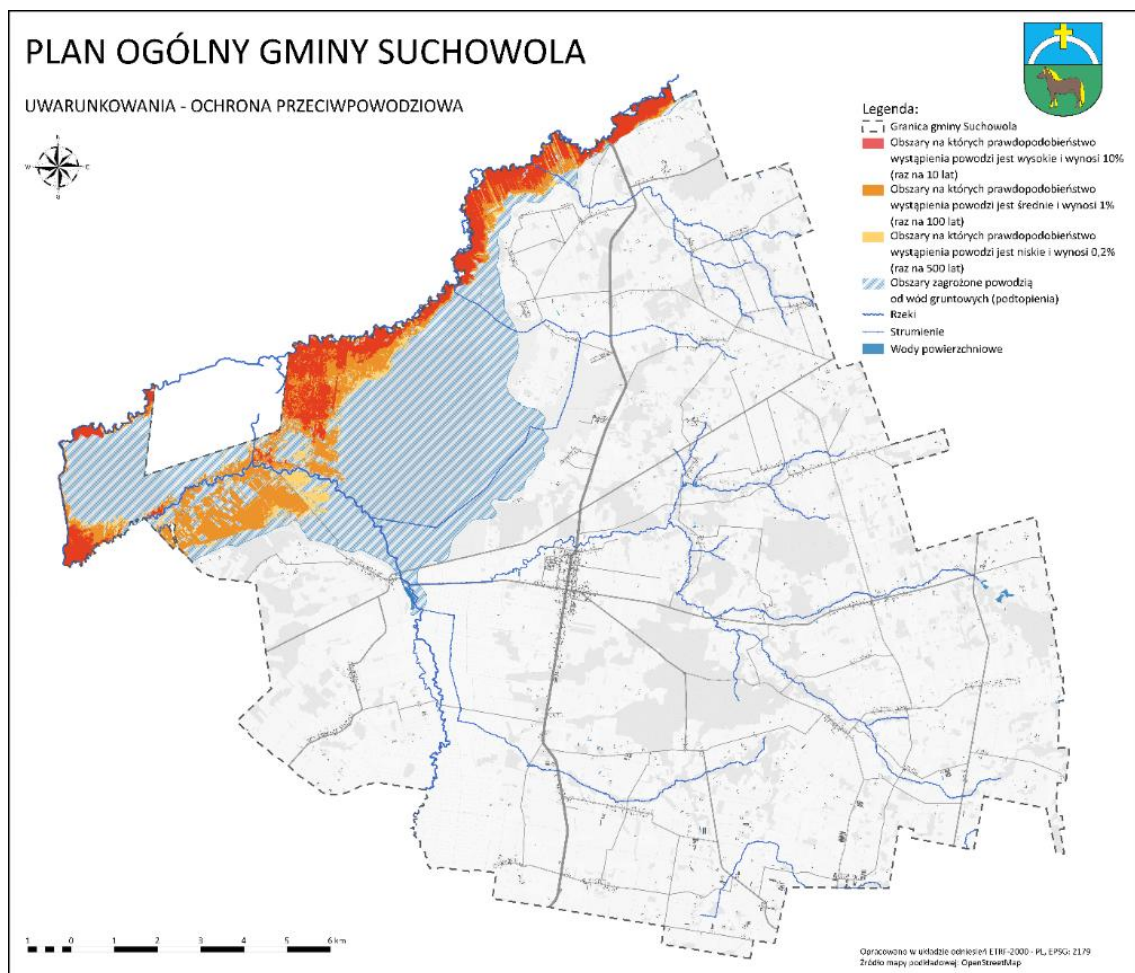 PLAN OGÓLNY GMINY SUCHOWOLA
UWARUNKOWANIA - OCHRONA PRZECIWPOWODZIOWA
N
W
E
S
Legenda:
Granica gminy Suchowola
Obszary na których prawdopodobieństwo
wystąpienia powodzi jest wysokie i wynosi 10%
(raz na 10 lat)
Obszary na których prawdopodobieństwo
wystąpienia powodzi jest średnie i wynosi 1%
(raz na 100 lat)
Obszary na których prawdopodobieństwo
wystąpienia powodzi jest niskie i wynosi 0,2%
(raz na 500 lat)
Obszary zagrożone powodzią
od wód gruntowych (podtopienia)
Rzeki
Strumienie
Wody powierzchniowe
1 0 1 2 3 4 5 6 km
Opracowano w układzie odniesień ETRF-2000 - PL, EPSG: 2179
Źródło mapy podkładowej: OpenStreetMap